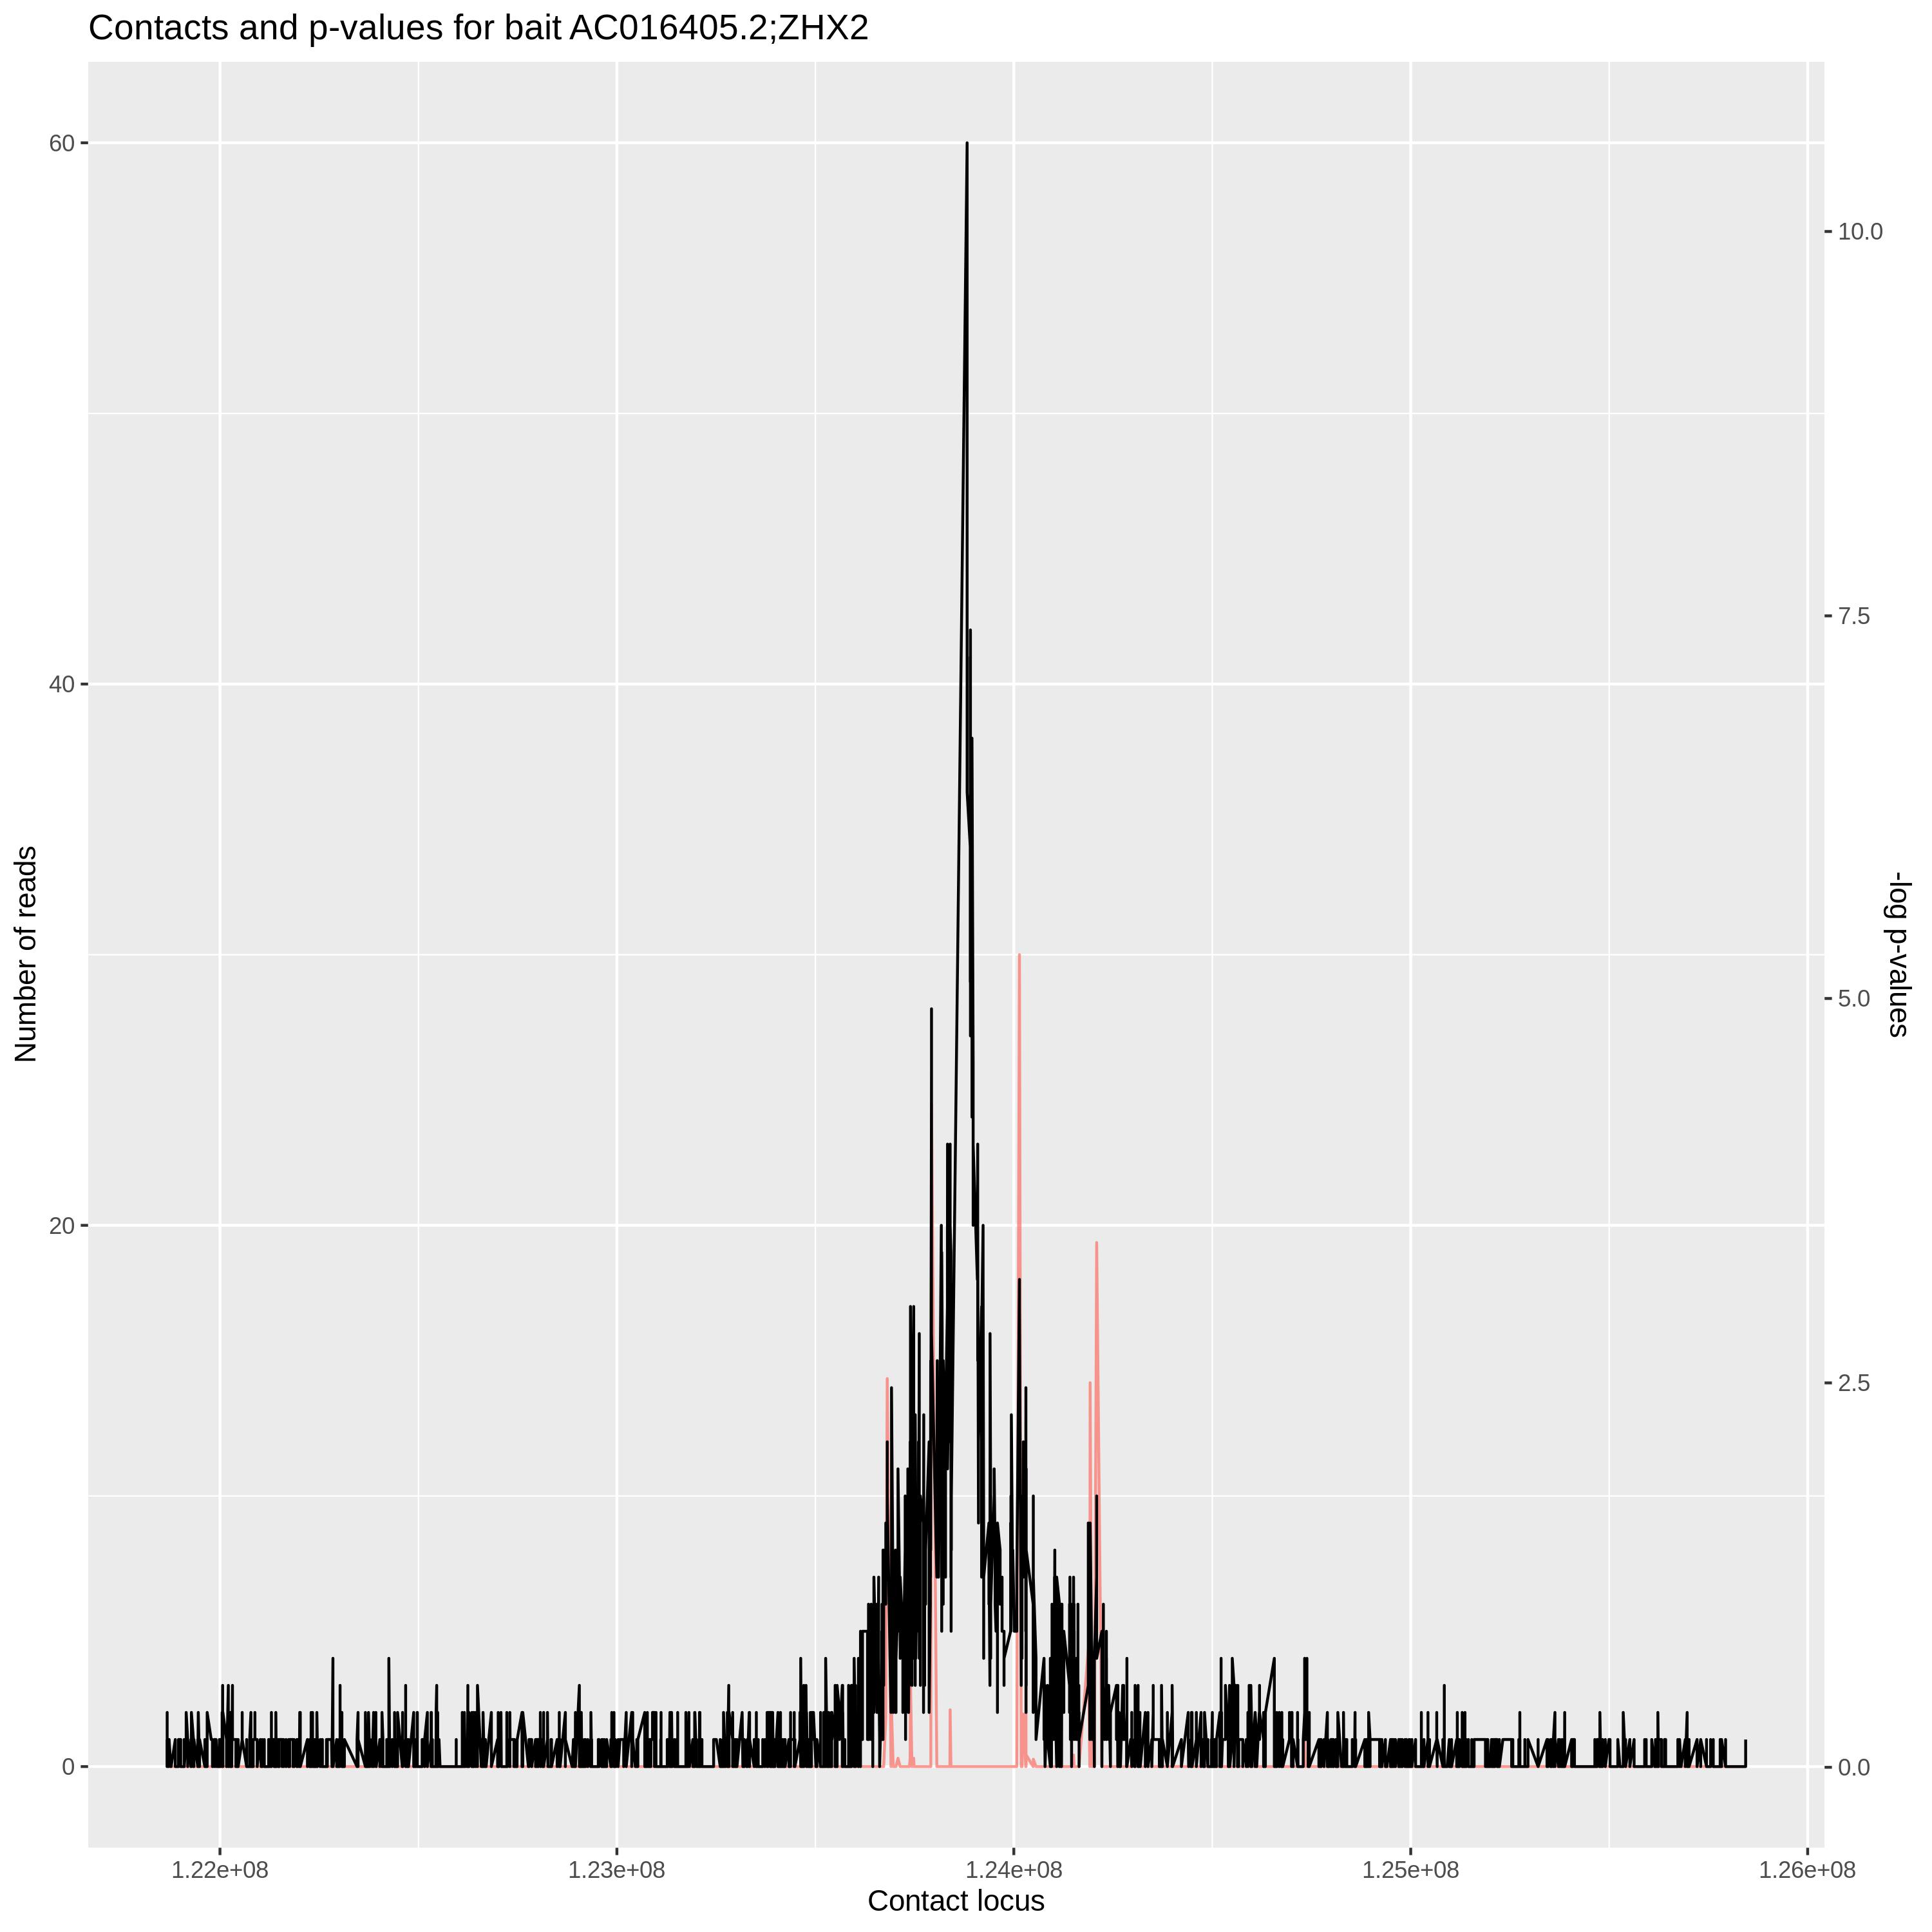 Contacts and p-values for bait AC016405.2;ZHX2
60
40
20
0
Number of reads
10.0
7.5
5.0
2.5
0.0
-log p-values
1.22e+08
1.23e+08
1.24e+08
1.25e+08
1.26e+08
Contact locus